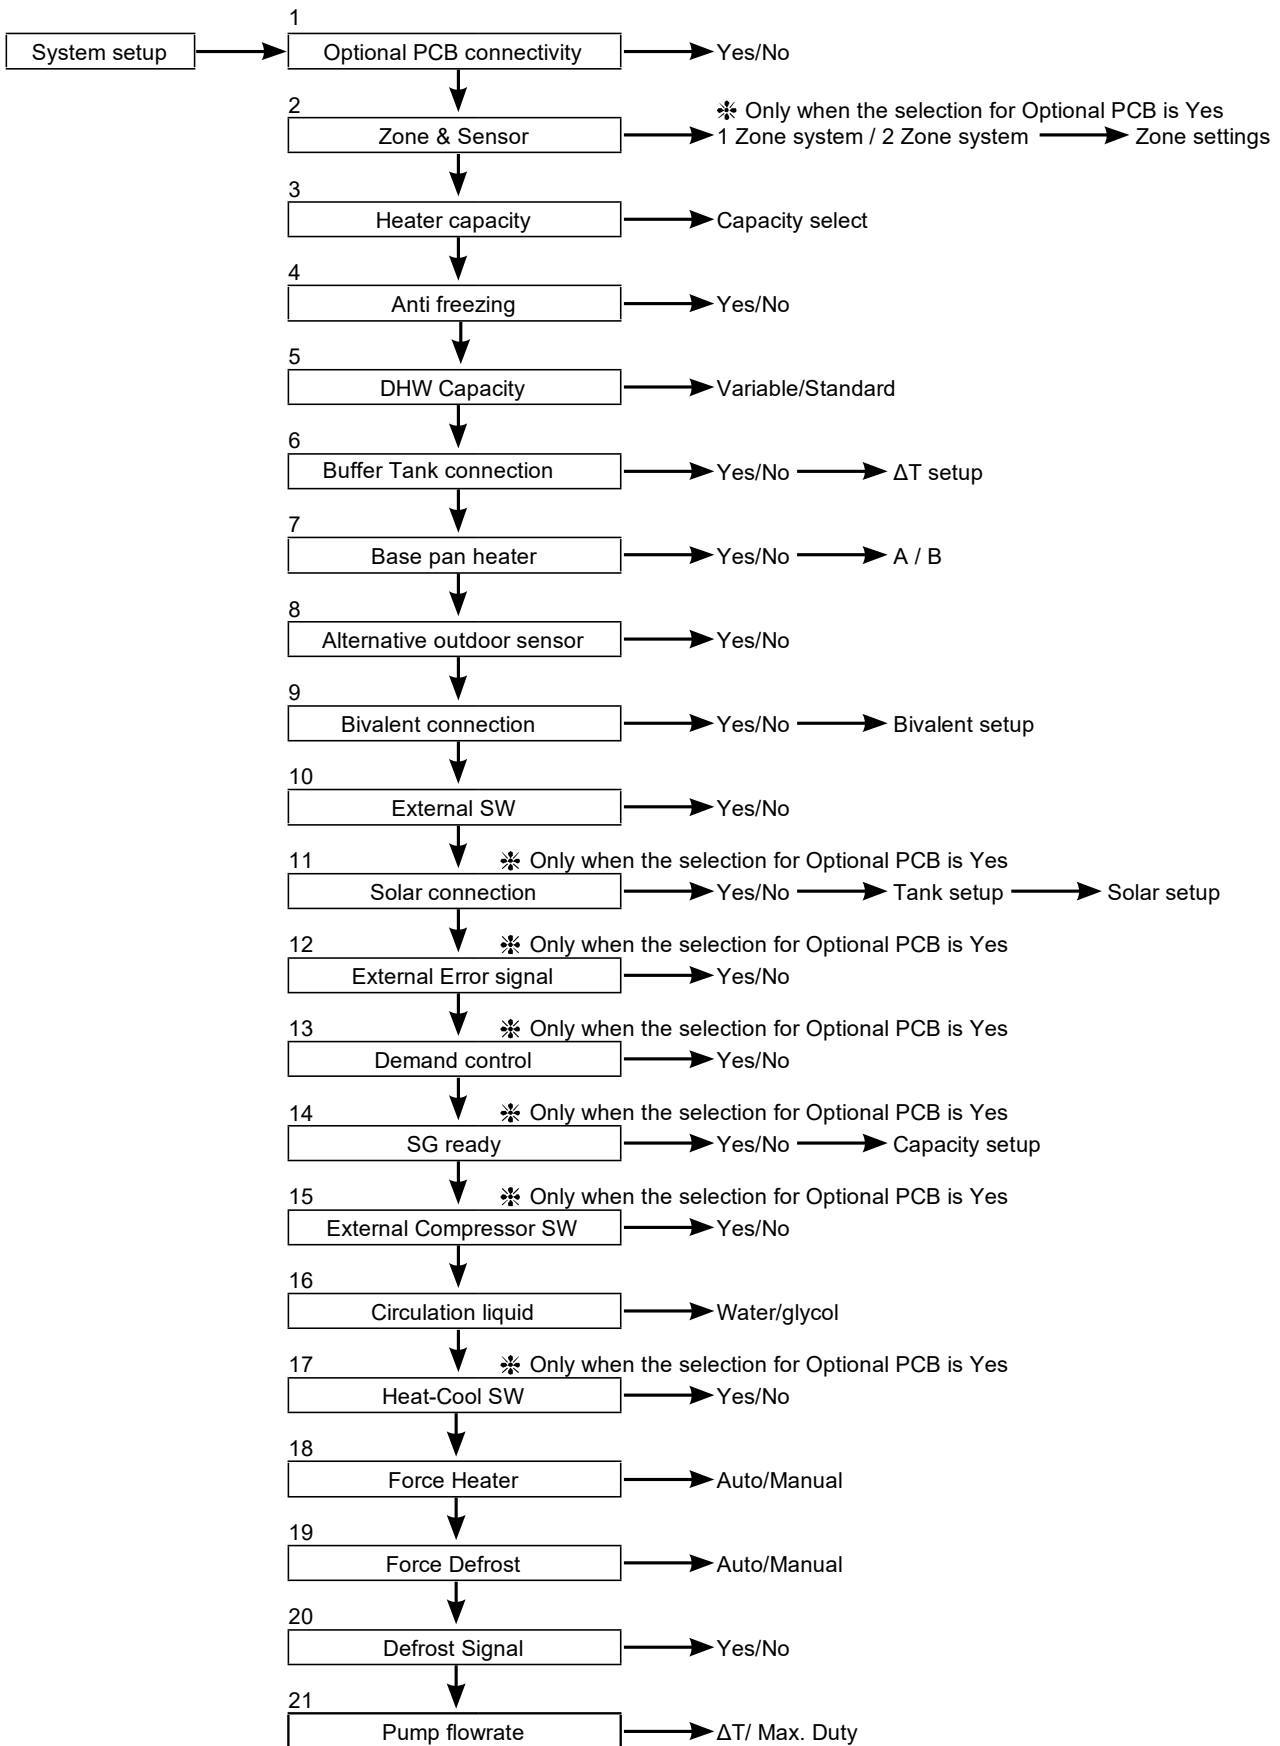 1
System setup
Optional PCB connectivity
Yes/No
2
❉ Only when the selection for Optional PCB is Yes
Zone & Sensor
1 Zone system / 2 Zone system
Zone settings
3
Heater capacity
Capacity select
4
Anti freezing
Yes/No
5
DHW Capacity
Variable/Standard
6
Buffer Tank connection
Yes/No
ΔT setup
7
Base pan heater
Yes/No
A / B
8
Alternative outdoor sensor
Yes/No
9
Bivalent connection
Yes/No
Bivalent setup
10
External SW
Yes/No
11
❉ Only when the selection for Optional PCB is Yes
Solar connection
Yes/No
Tank setup
Solar setup
12
❉ Only when the selection for Optional PCB is Yes
External Error signal
Yes/No
13
❉ Only when the selection for Optional PCB is Yes
Demand control
Yes/No
14
❉ Only when the selection for Optional PCB is Yes
SG ready
Yes/No
Capacity setup
15
❉ Only when the selection for Optional PCB is Yes
External Compressor SW
Yes/No
16
Circulation liquid
Water/glycol
17
❉ Only when the selection for Optional PCB is Yes
Heat-Cool SW
Yes/No
18
Force Heater
Auto/Manual
19
Force Defrost
Auto/Manual
20
Defrost Signal
Yes/No
21
Pump flowrate
ΔT/ Max. Duty